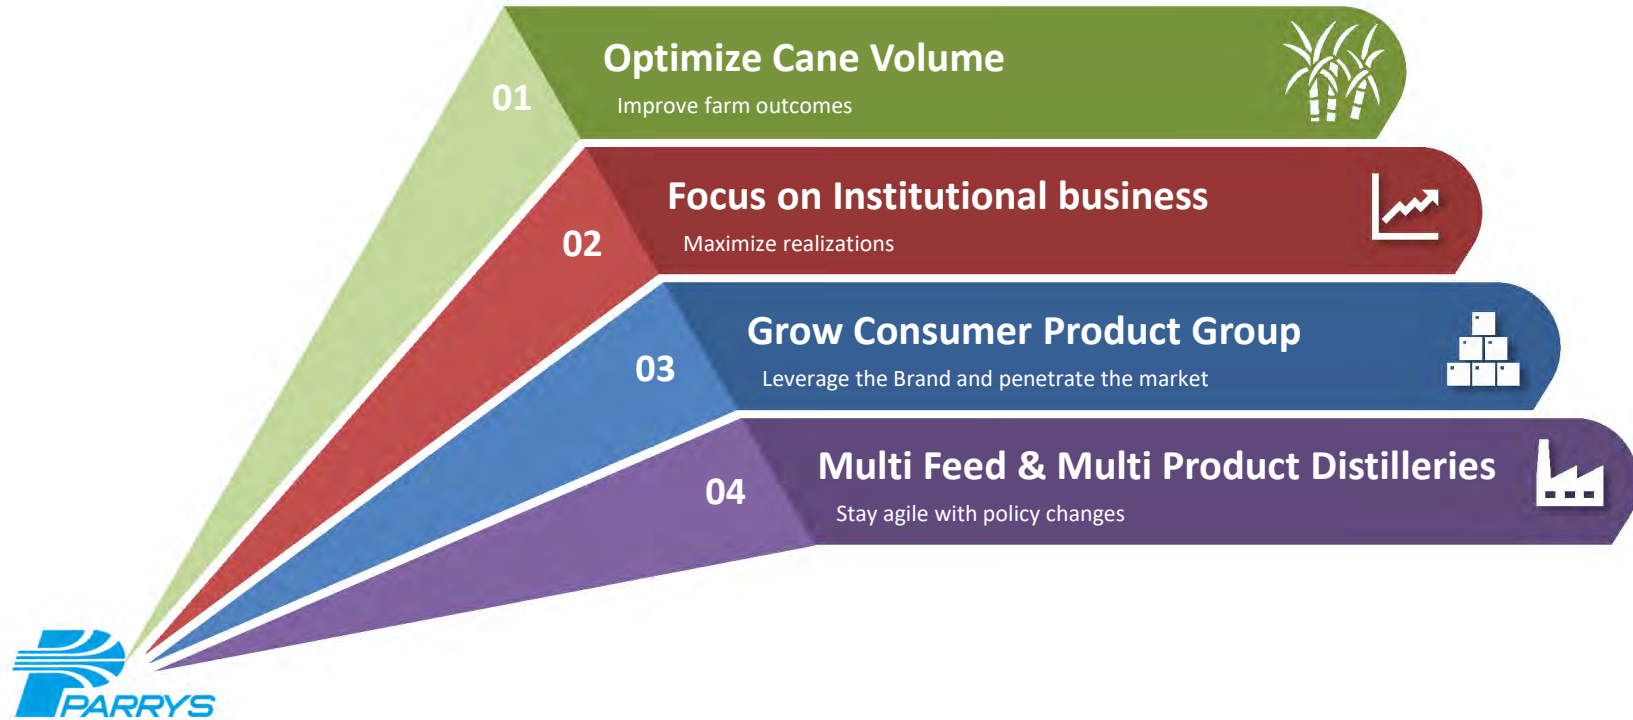 01
Optimize Cane Volume
Improve farm outcomes
02
Focus on Institutional business
Maximize realizations
03
Grow Consumer Product Group
Leverage the Brand and penetrate the market
04
Multi Feed & Multi Product Distilleries
Stay agile with policy changes
PARRYS